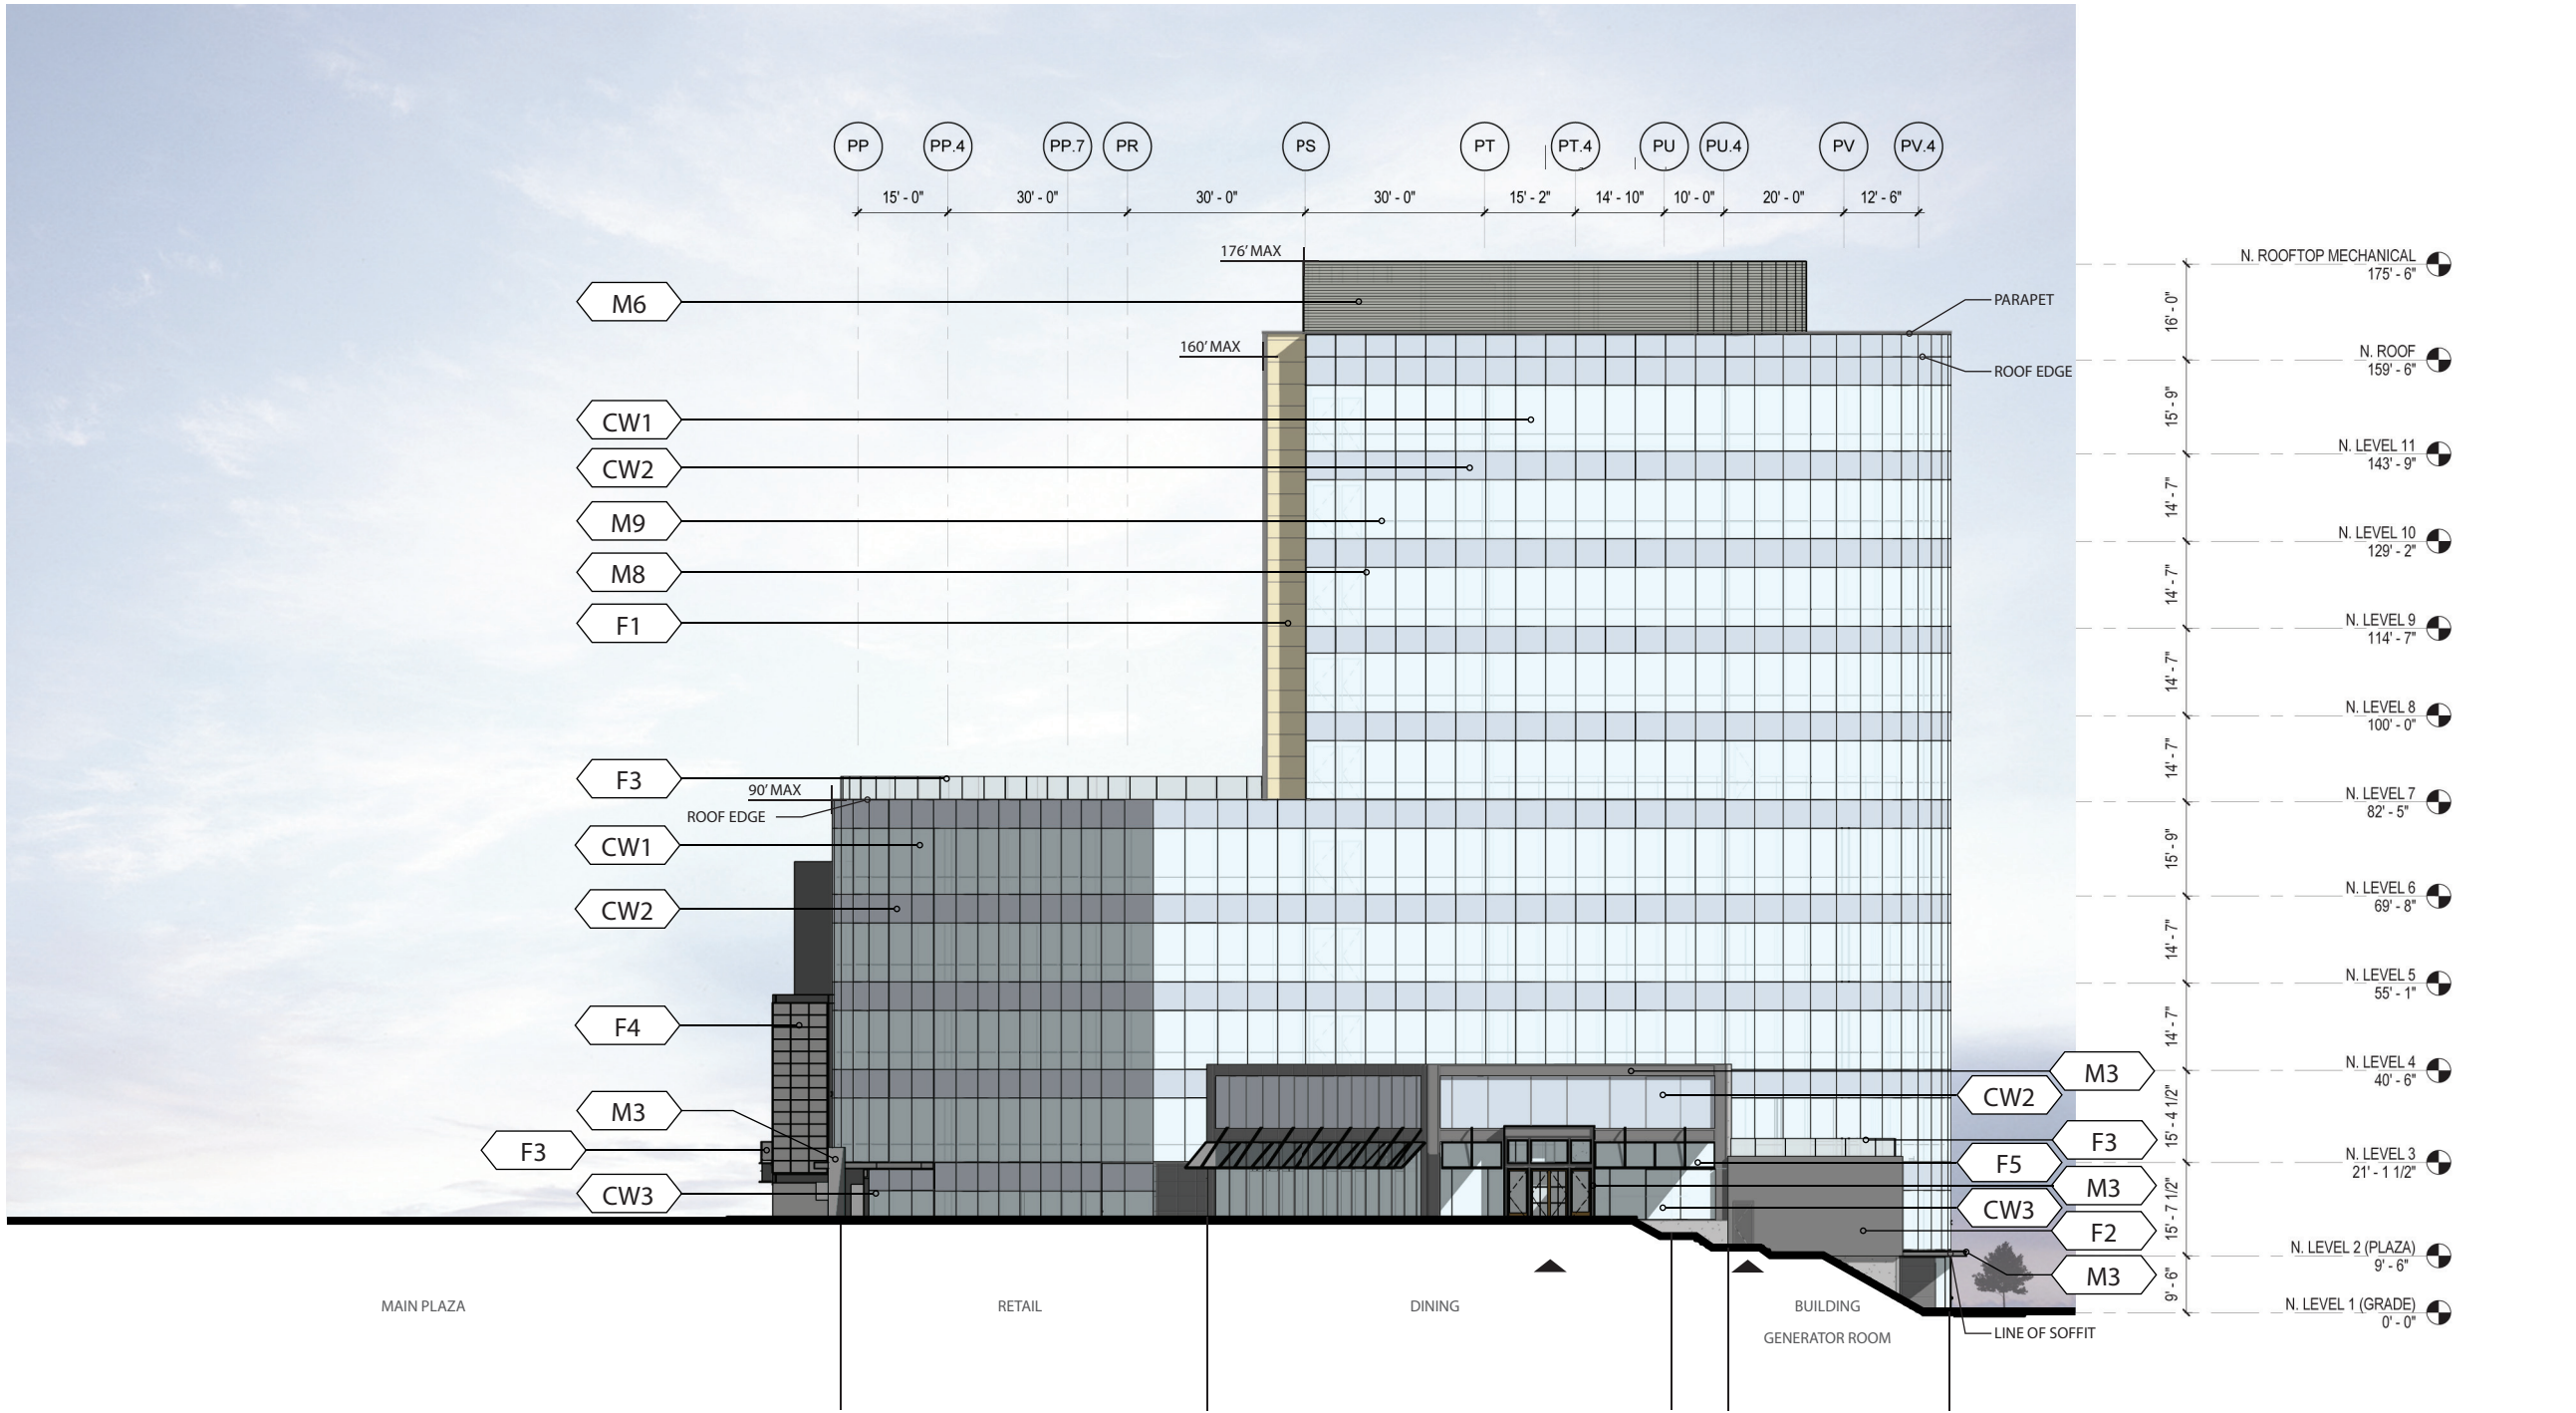 PP PP.4 PP.7 PR PS PT PT.4 PU PU.4 PV PV.4
15' - 0" 30' - 0" 30' - 0" 30' - 0" 15' - 2" 14' - 10" 10' - 0" 20' - 0" 12' - 6"
176' MAX
N. ROOFTOP MECHANICAL
175' - 6"
M6
PARAPET
16' - 0"
160' MAX
N. ROOF
159' - 6"
ROOF EDGE
CW1
15' - 9"
N. LEVEL 11
143' - 9"
CW2
14' - 7"
M9
N. LEVEL 10
129' - 2"
M8
14' - 7"
F1
N. LEVEL 9
114' - 7"
14' - 7"
N. LEVEL 8
100' - 0"
14' - 7"
F3
90' MAX
N. LEVEL 7
82' - 5"
ROOF EDGE
CW1
15' - 9"
N. LEVEL 6
69' - 8"
CW2
14' - 7"
N. LEVEL 5
55' - 1"
F4
14' - 7"
N. LEVEL 4
40' - 6"
M3
CW2
M3
15' - 4 1/2"
F3
F3
N. LEVEL 3
21' - 1 1/2"
F5
M3
CW3
CW3
15' - 7 1/2"
F2
N. LEVEL 2 (PLAZA)
9' - 6"
M3
9' - 6"
MAIN PLAZA RETAIL DINING BUILDING
GENERATOR ROOM
N. LEVEL 1 (GRADE)
0' - 0"
LINE OF SOFFIT